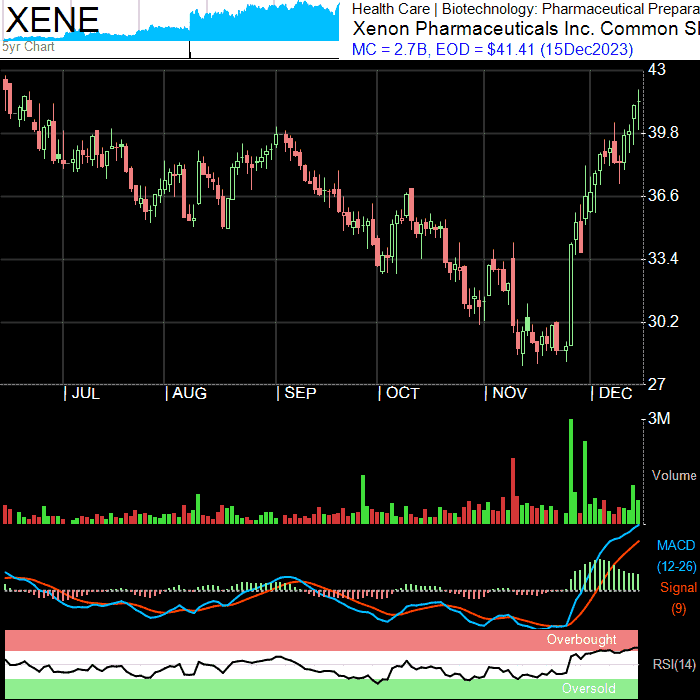 XENE
5yr Chart
Health Care | Biotechnology: Pharmaceutical Prepara
Xenon Pharmaceuticals Inc. Common
MC = 2.7B, EOD = $41.41 (15Dec2023)
43
39.8
36.6
33.4
30.2
27
| JUL | AUG | SEP | OCT | NOV | DEC
3M
Volume
MACD
(12-26)
Signal
(9)
Overbought
RSI(14)
Oversold